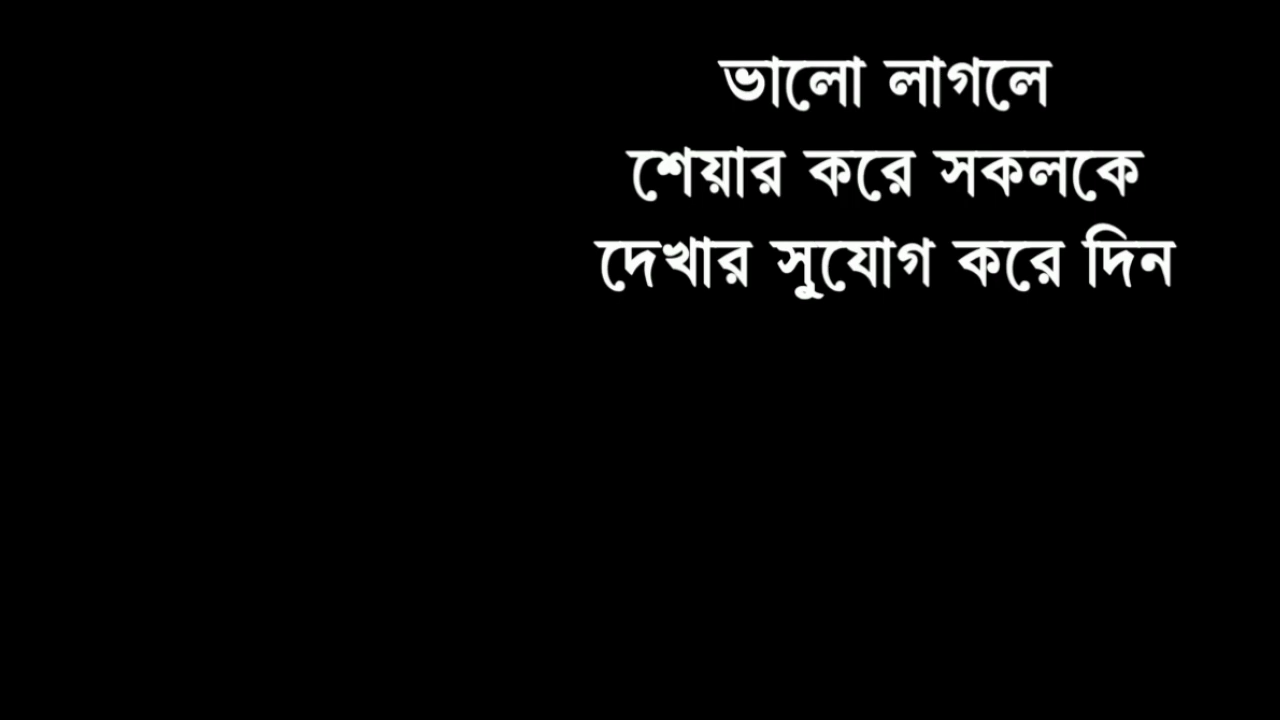 ভালো লাগলে
শেয়ার করে সকলকে
দেখার সুযোগ করে দিন